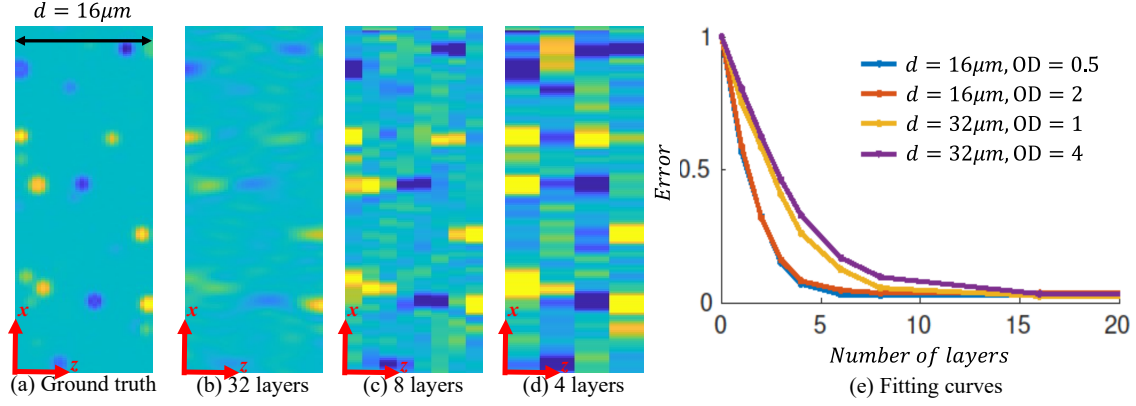 d = 16μm
x
z
(a) Ground truth
x
z
(b) 32 layers
x
z
(c) 8 layers
x
z
(d) 4 layers
1
0.5
0
Error
0 5 10 15 20
Number of layers
d = 16μm, OD = 0.5
d = 16μm, OD = 2
d = 32μm, OD = 1
d = 32μm, OD = 4
(e) Fitting curves